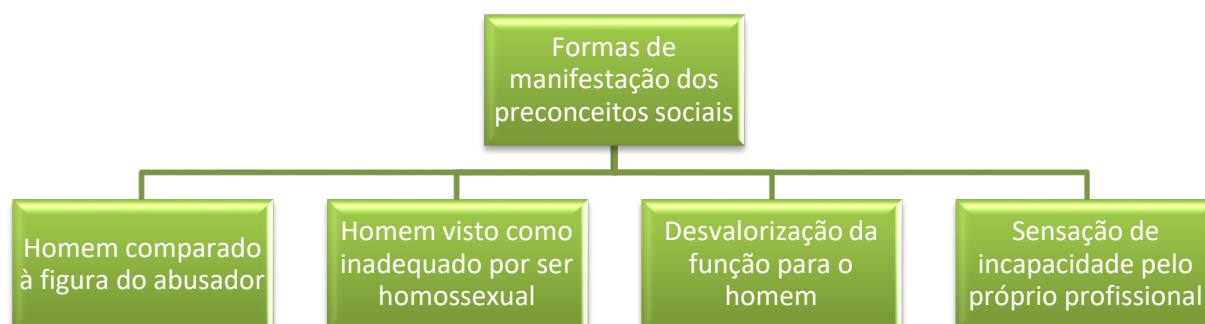 Formas de
manifestação dos
preconceitos sociais
Homem comparado
à figura do abusador
Homem visto como
inadequado por ser
homossexual
Desvalorização da
função para o
homem
Sensação de
incapacidade pelo
próprio profissional